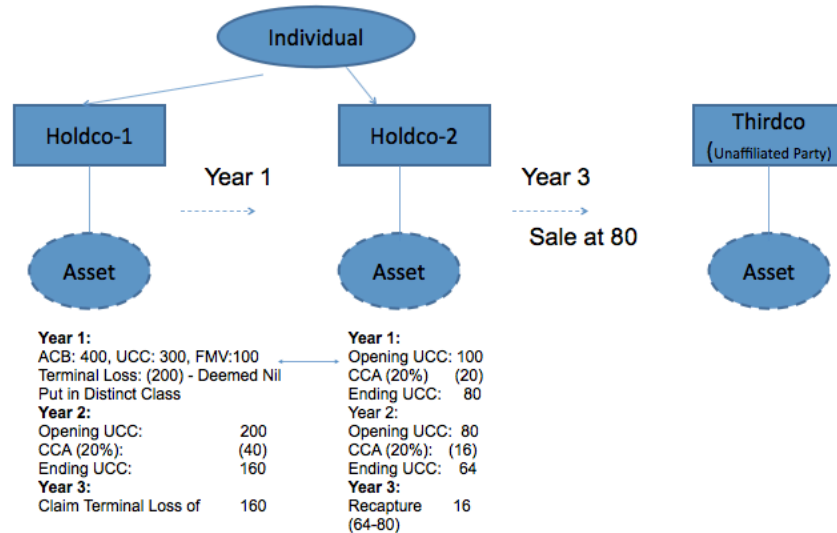 Individual
Holdco-1
Holdco-2
Thirdco
(Unaffiliated Party)
Year 1
Year 3
Sale at 80
Asset
Asset
Asset
Year 1:
ACB: 400, UCC: 300, FMV:100
Terminal Loss: (200) - Deemed Nil
Put in Distinct Class
Year 2:
Opening UCC: 200
CCA (20%): (40)
Ending UCC: 160
Year 3:
Claim Terminal Loss of 160
Year 1:
Opening UCC: 100
CCA (20%) (20)
Ending UCC: 80
Year 2:
Opening UCC: 80
CCA (20%): (16)
Ending UCC: 64
Year 3:
Recapture 16
(64-80)